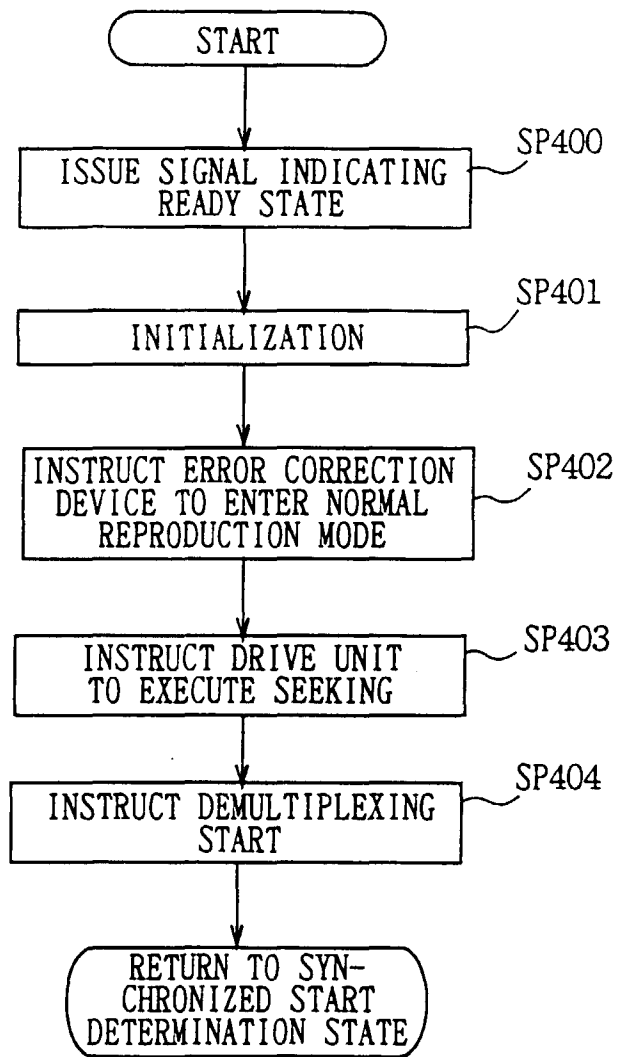 START
SP400
ISSUE SIGNAL INDICATING
READY STATE
SP401
INITIALIZATION
SP402
INSTRUCT ERROR CORRECTION
DEVICE TO ENTER NORMAL
REPRODUCTION MODE
SP403
INSTRUCT DRIVE UNIT
TO EXECUTE SEEKING
SP404
INSTRUCT DEMULTIPLEXING
START
RETURN TO SYN-
CHRONIZED START
DETERMINATION STATE